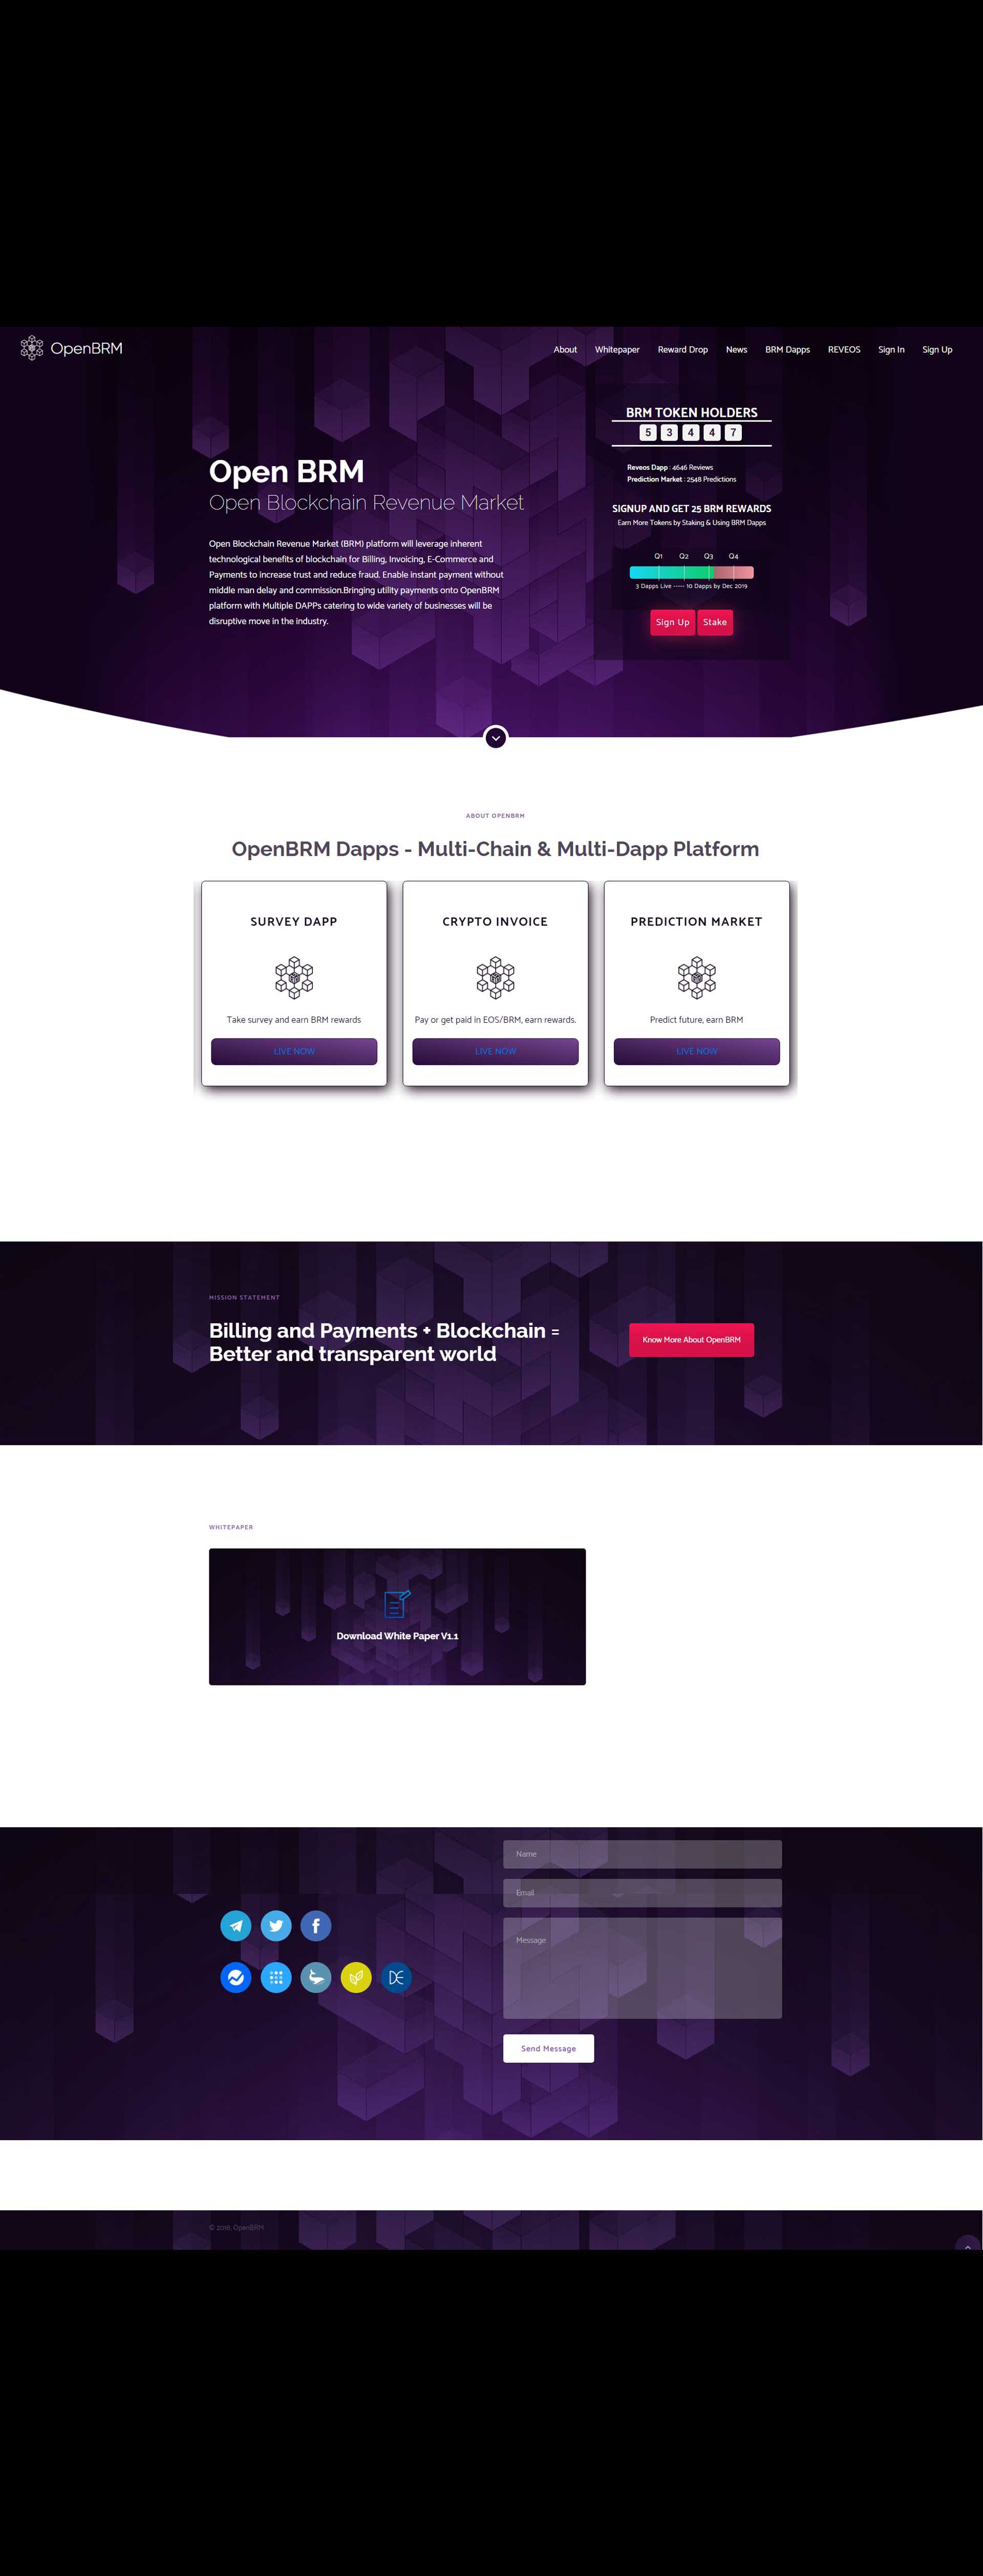 OpenBRM
About Whitepaper Reward Drop News BRM Dapps REVEOS Sign In Sign Up
Open BRM
Open Blockchain Revenue Market
Open Blockchain Revenue Market (BRM) platform will leverage inherent
technological benefits of blockchain for Billing, Invoicing, E-Commerce and
Payments to increase trust and reduce fraud. Enable instant payment without
middle man delay and commission.Bringing utility payments onto OpenBRM
platform with Multiple DAPPs catering to wide variety of businesses will be
disruptive move in the industry.
BRM TOKEN HOLDERS
5 3 4 4 7
Reveos Dapp : 4646 Reviews
Prediction Market : 2548 Predictions
SIGNUP AND GET 25 BRM REWARDS
Earn More Tokens by Staking & Using BRM Dapps
Q1 Q2 Q3 Q4
3 Dapps Live ----- 10 Dapps by Dec 2019
Sign Up Stake
ABOUT OPENBRM
OpenBRM Dapps - Multi-Chain & Multi-Dapp Platform
SURVEY DAPP
Take survey and earn BRM rewards
LIVE NOW
CRYPTO INVOICE
Pay or get paid in EOS/BRM, earn rewards.
LIVE NOW
PREDICTION MARKET
Predict future, earn BRM
LIVE NOW
MISSION STATEMENT
Billing and Payments + Blockchain =
Better and transparent world
Know More About OpenBRM
WHITEPAPER
Download White Paper V1.1
Name
Email
Message
Send Message
© 2018, OpenBRM